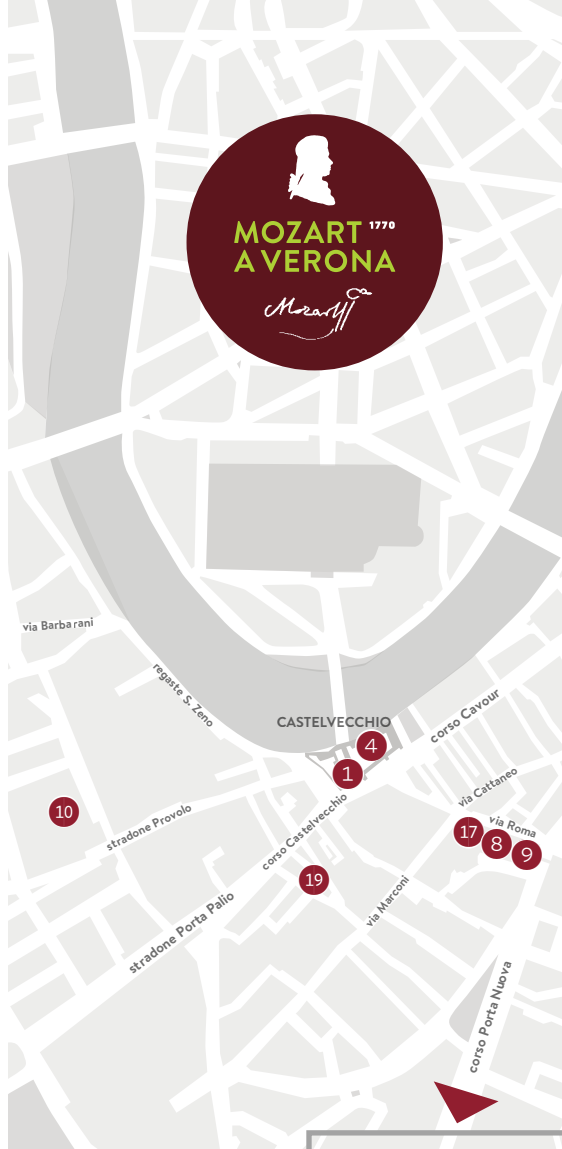 MOZART 1770
A VERONA
Mozart
via Barbarani
regaste S. Zeno
CASTELVECCHIO
corso Cavour
4
1
via Cattaneo
10
stradone Provolo
via Roma
17
8
9
corso Castelvecchio
19
via Marconi
stradone Porta Palio
corso Porta Nuova